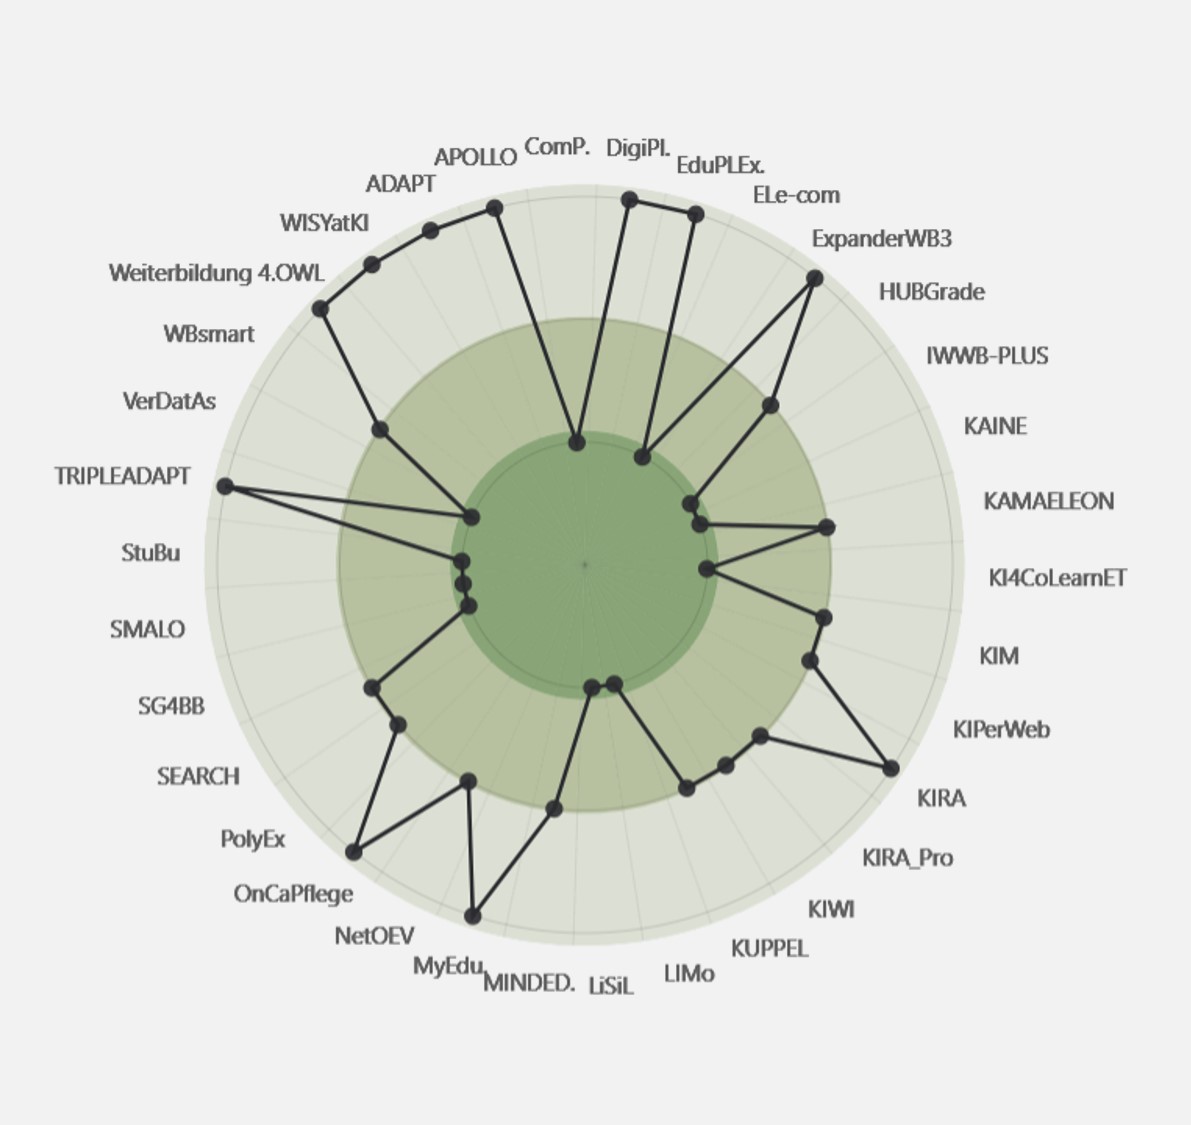 ComP.
DigiPl.
EduPLEx.
ELe-com
ExpanderWB3
HUBGrade
IWWB-PLUS
KAINE
KAMAELEON
KI4CoLearnET
KIM
KIPerWeb
KIRA
KIRA_Pro
KIWI
KUPPEL
LIMo
LiSiL
MINDED.
MyEdu.
NetOEV
OnCaPflege
PolyEx
SEARCH
SG4BB
SMALO
StuBu
TRIPLEADAPT
VerDatAs
WBsmart
Weiterbildung 4.OWL
WISYatKI
ADAPT
APOLLO